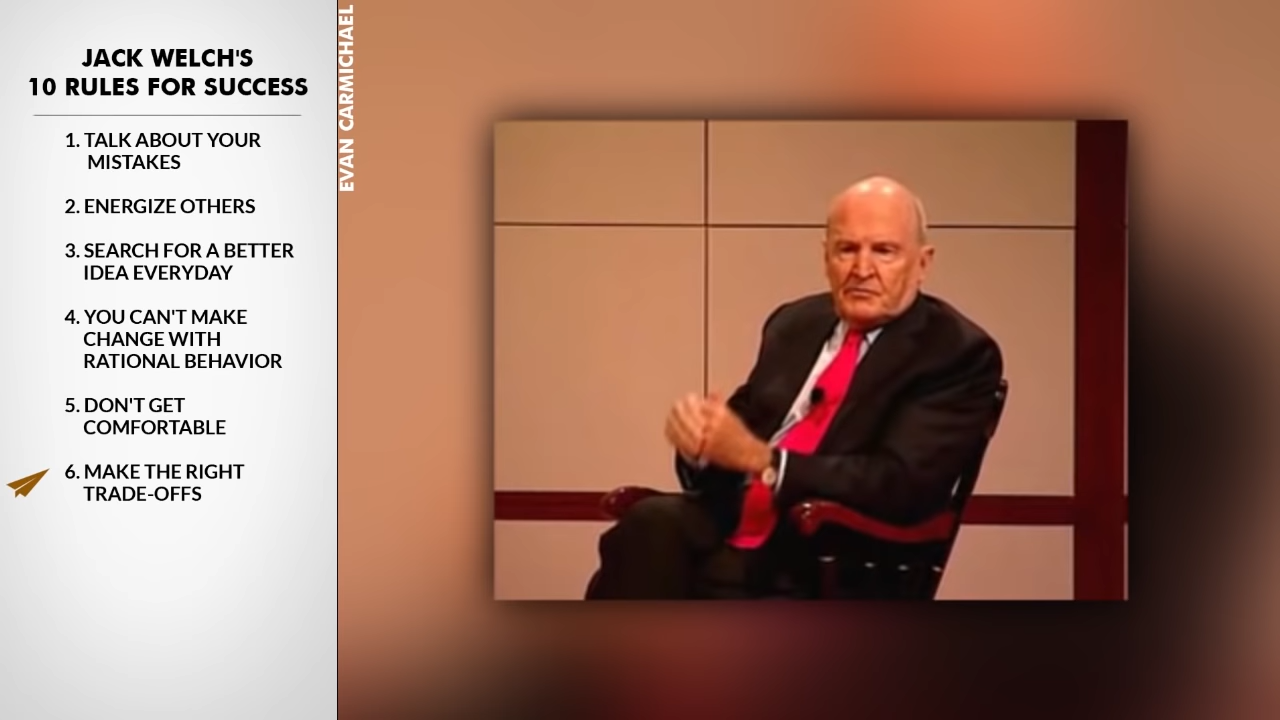 JACK WELCH'S
10 RULES FOR SUCCESS
1. TALK ABOUT YOUR
MISTAKES
2. ENERGIZE OTHERS
3. SEARCH FOR A BETTER
IDEA EVERYDAY
4. YOU CAN'T MAKE
CHANGE WITH
RATIONAL BEHAVIOR
5. DON'T GET
COMFORTABLE
6. MAKE THE RIGHT
TRADE-OFFS
EVAN CARMICHAEL